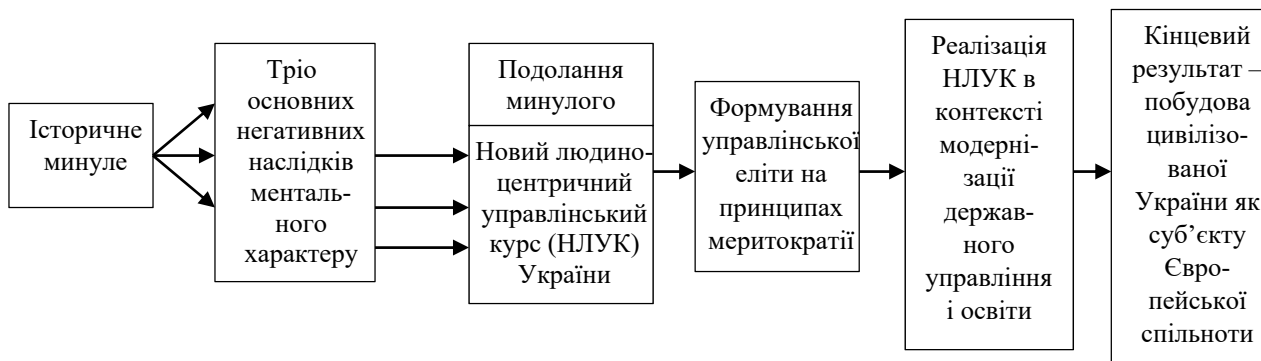 Історичне
минуле
Тріо
основних
негативних
наслідків
менталь-
ного
характеру
Подолання
минулого
Новий людино-
центричний
управлінський
курс (НЛУК)
України
Формування
управлінської
еліти на
принципах
меритократії
Реалізація
НЛУК в
контексті
модерні-
зації
держав-
ного
управління
і освіти
Кінцевий
результат –
побудова
цивілізо-
ваної
України як
суб’єкту
Євро-
пейської
спільноти